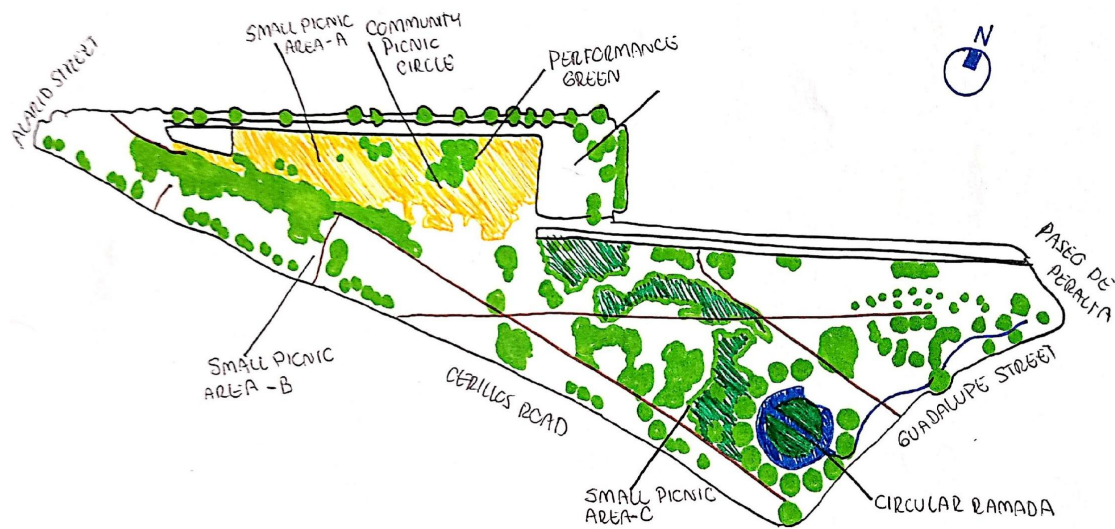 N
SMALL PICNIC
AREA-A
COMMUNITY
PICNIC
CIRCLE
PERFORMANCE
GREEN
ALARID STREET
PASEO DE
PERALTA
SMALL PICNIC
AREA-B
CERILLOS ROAD
GUADALUPE STREET
SMALL PICNIC
AREA-C
CIRCULAR RAMADA